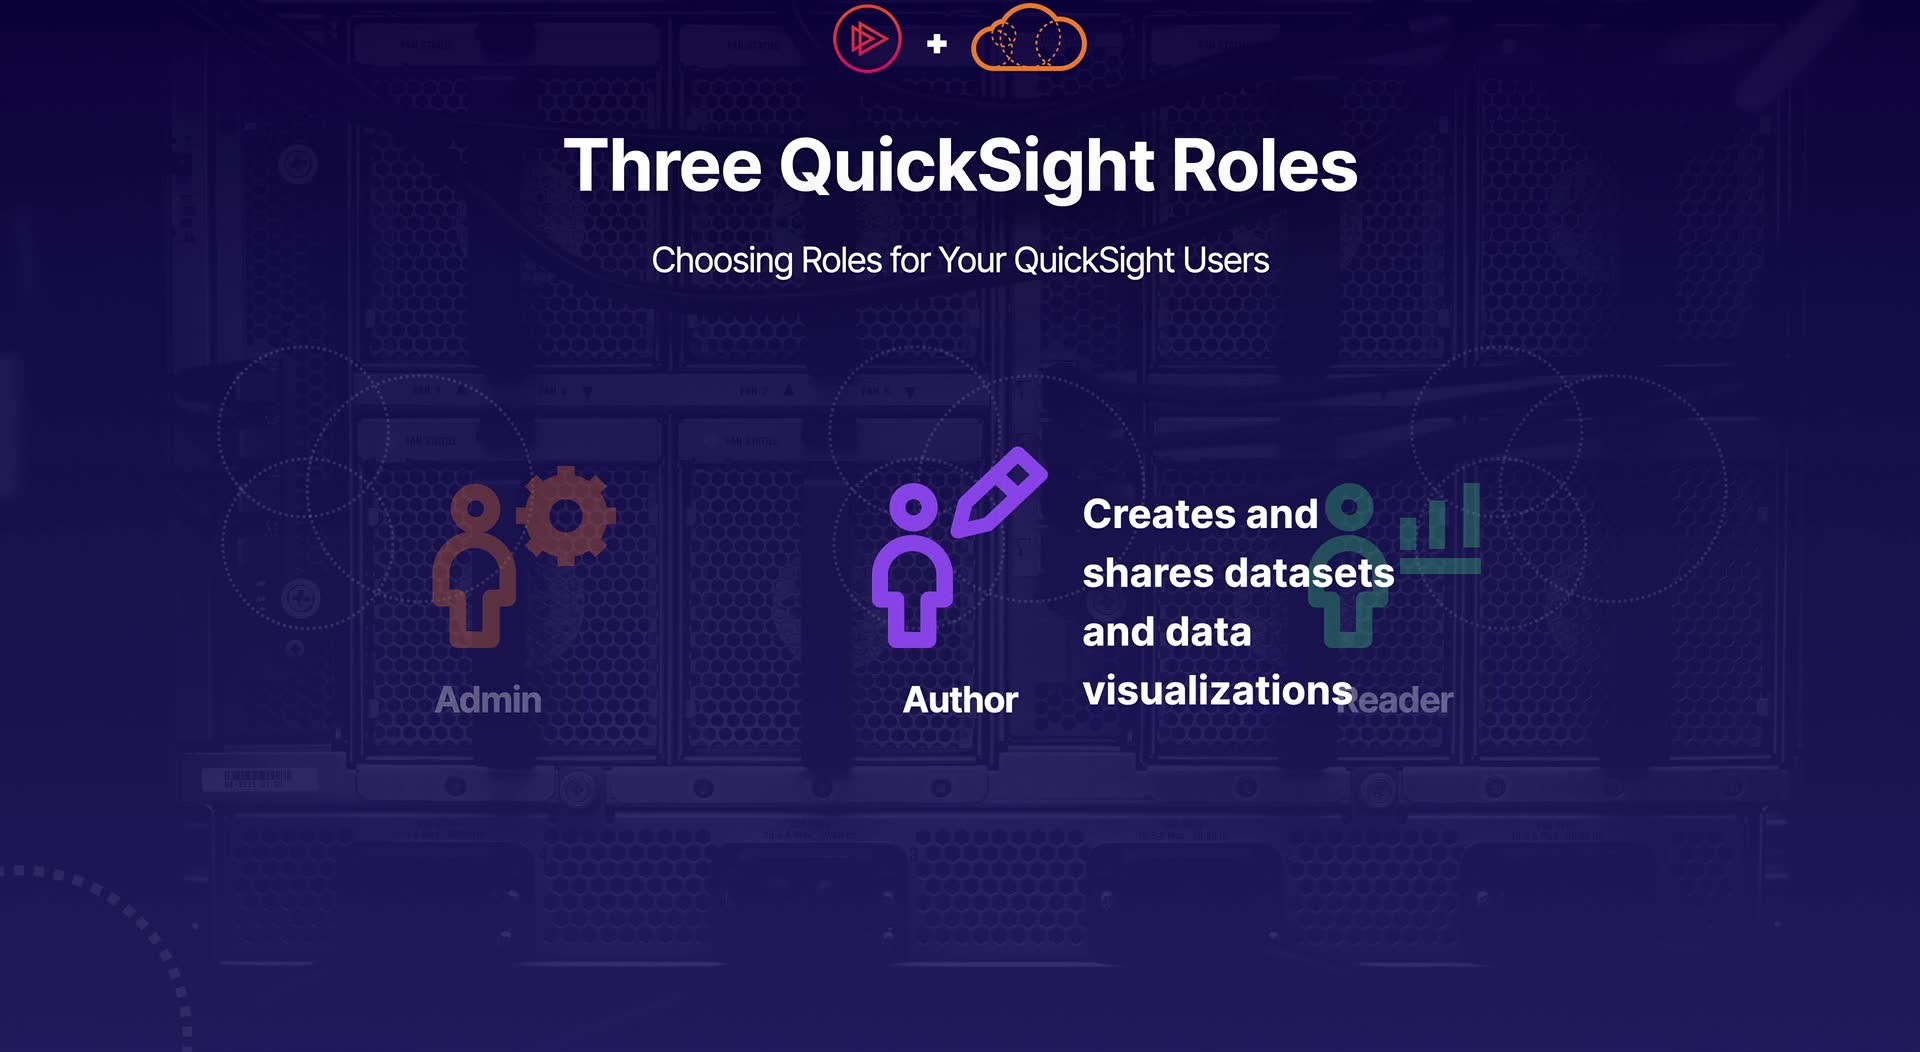 Three QuickSight Roles
Choosing Roles for Your QuickSight Users
Admin
Author
Creates and
shares datasets
and data
visualizations
Reader